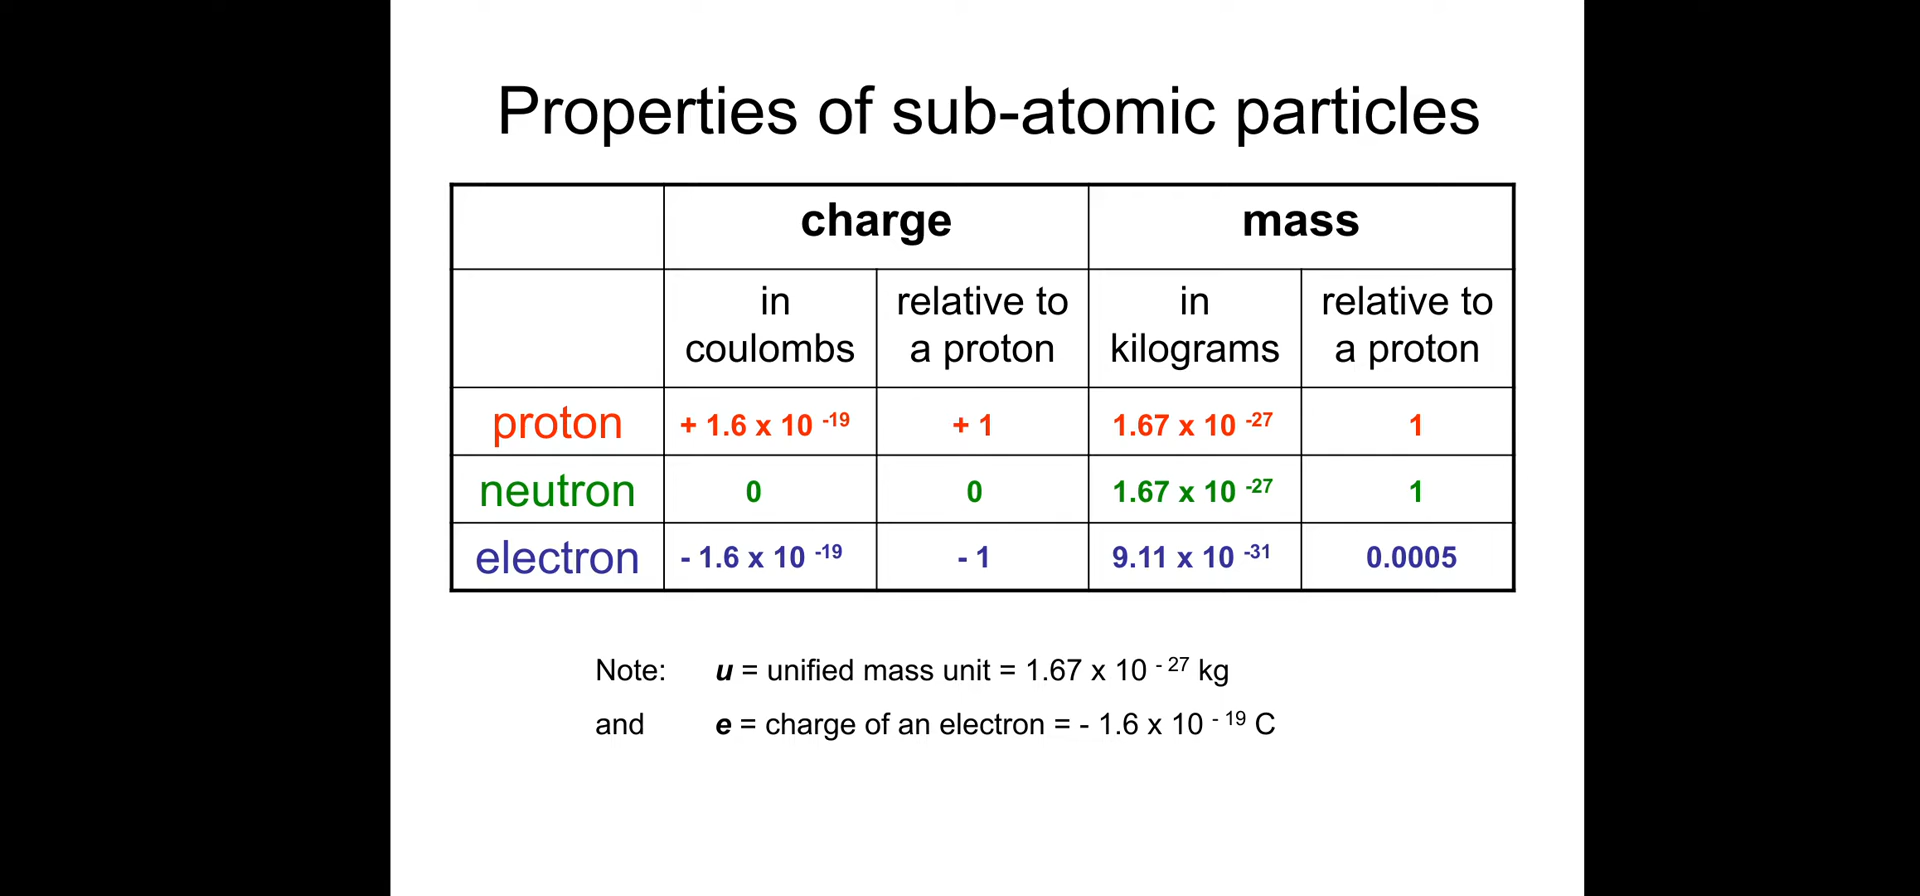 Properties of sub-atomic particles
charge mass
in coulombs relative to a proton in kilograms relative to a proton
proton + 1.6 x 10 -19 + 1 1.67 x 10 -27 1
neutron 0 0 1.67 x 10 -27 1
electron - 1.6 x 10 -19 - 1 9.11 x 10 -31 0.0005
Note: u = unified mass unit = 1.67 x 10 - 27 kg
and e = charge of an electron = - 1.6 x 10 - 19 C